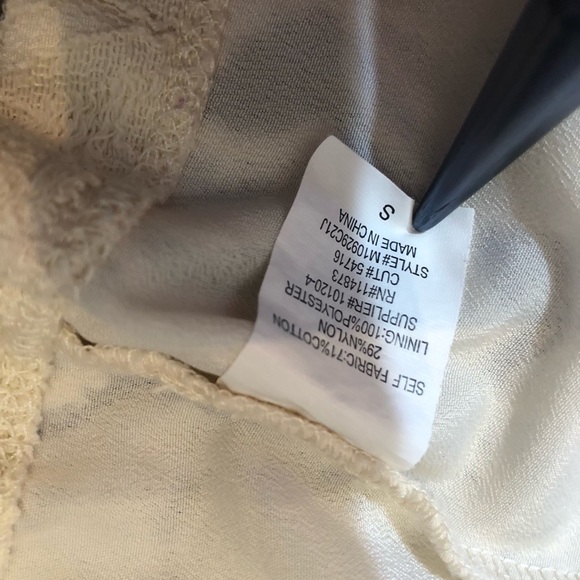 SELF FABRIC:71%COTTON
29%NYLON
LINING:100%POLYESTER
SUPPLIER# 10120-4
RN#114873
CUT# 54716
STYLE# M10929C21J
MADE IN CHINA
S